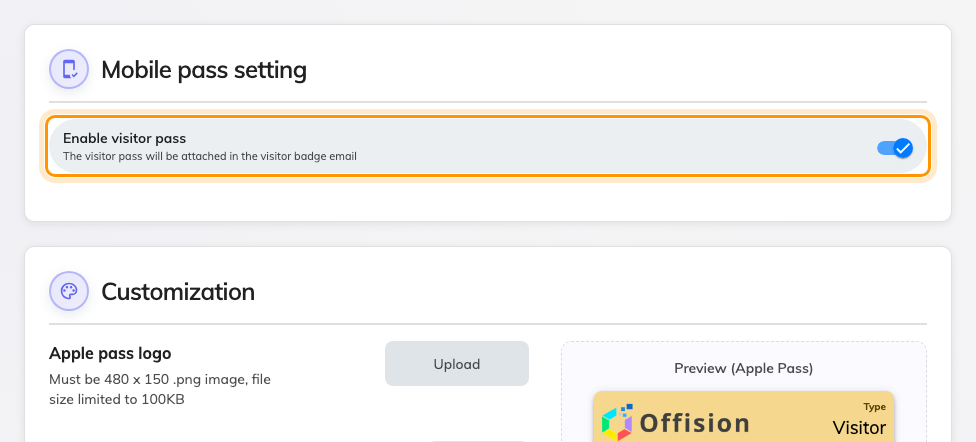 Mobile pass setting
Enable visitor pass
The visitor pass will be attached in the visitor badge email
Customization
Apple pass logo
Must be 480 x 150 .png image, file
size limited to 100KB
Upload
Preview (Apple Pass)
Offision
Type
Visitor